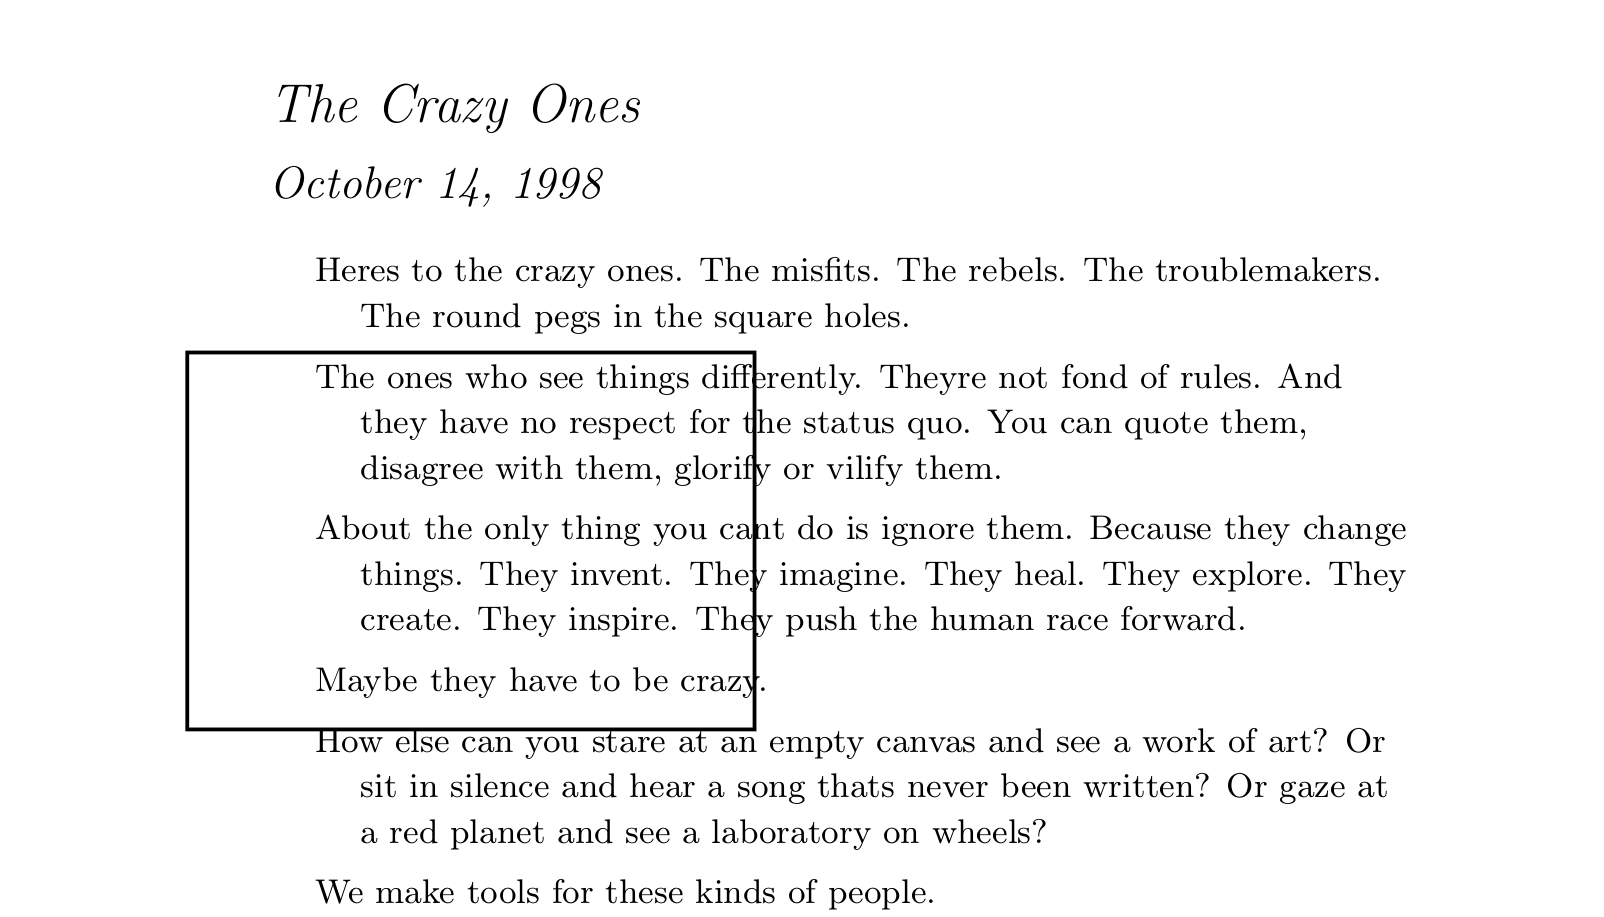 The Crazy Ones
October 14, 1998
Heres to the crazy ones. The misfits. The rebels. The troublemakers.
The round pegs in the square holes.
The ones who see things differently. Theyre not fond of rules. And
they have no respect for the status quo. You can quote them,
disagree with them, glorify or vilify them.
About the only thing you cant do is ignore them. Because they change
things. They invent. They imagine. They heal. They explore. They
create. They inspire. They push the human race forward.
Maybe they have to be crazy.
How else can you stare at an empty canvas and see a work of art? Or
sit in silence and hear a song thats never been written? Or gaze at
a red planet and see a laboratory on wheels?
We make tools for these kinds of people.